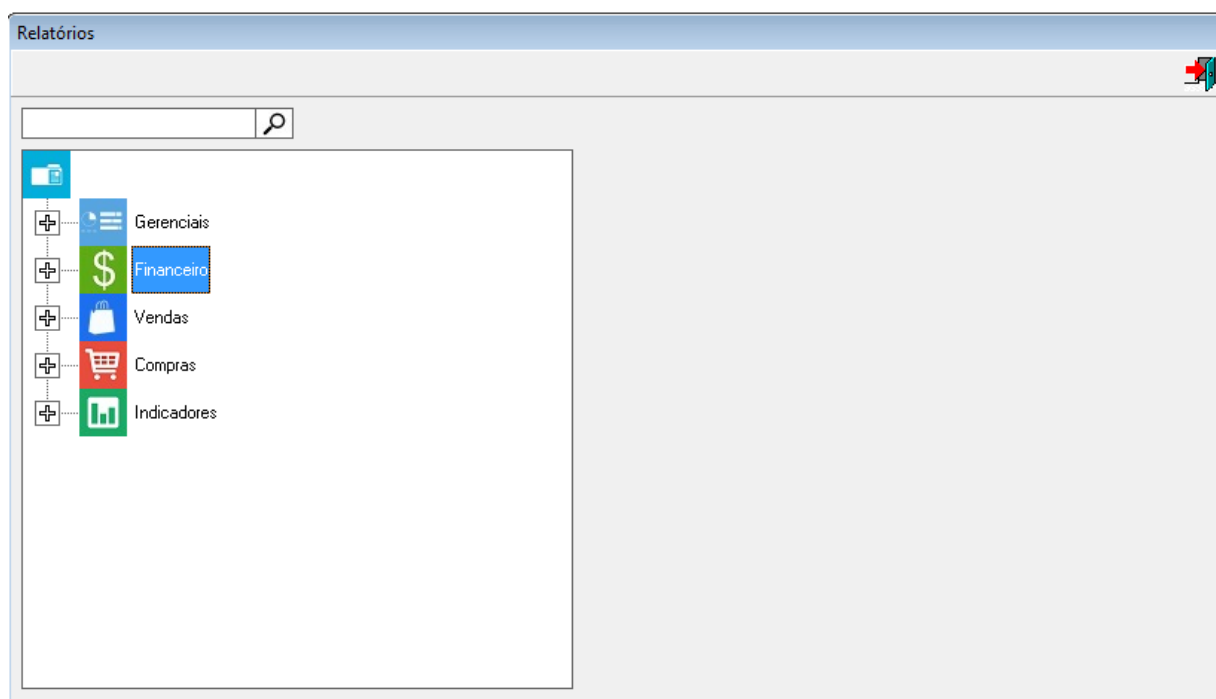 Relatórios
Gerenciais
Financeiro
Vendas
Compras
Indicadores